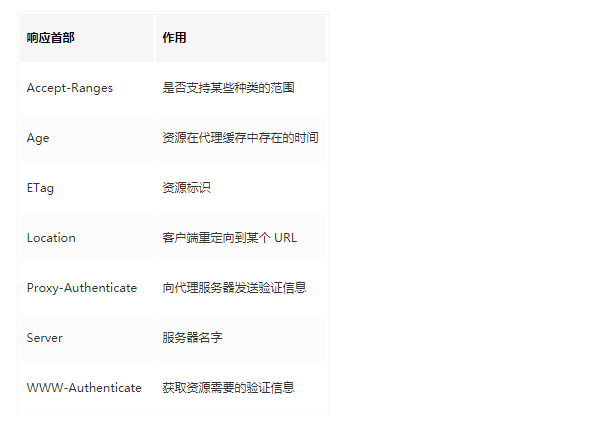 响应首部 作用
Accept-Ranges 是否支持某些种类的范围
Age 资源在代理缓存中存在的时间
ETag 资源标识
Location 客户端重定向到某个 URL
Proxy-Authenticate 向代理服务器发送验证信息
Server 服务器名字
WWW-Authenticate 获取资源需要的验证信息